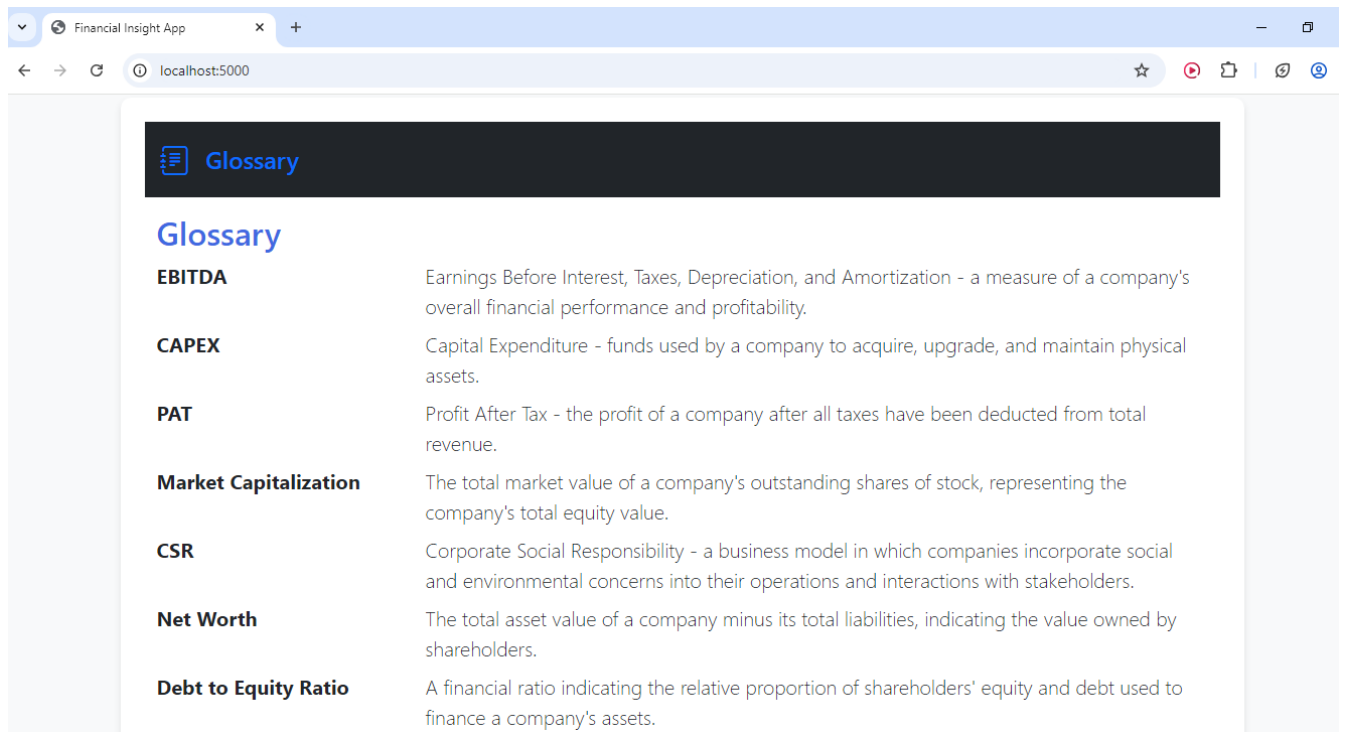 Financial Insight App
localhost:5000
Glossary
Glossary
EBITDA
Earnings Before Interest, Taxes, Depreciation, and Amortization - a measure of a company's
overall financial performance and profitability.
CAPEX
Capital Expenditure - funds used by a company to acquire, upgrade, and maintain physical
assets.
PAT
Profit After Tax - the profit of a company after all taxes have been deducted from total
revenue.
Market Capitalization
The total market value of a company's outstanding shares of stock, representing the
company's total equity value.
CSR
Corporate Social Responsibility - a business model in which companies incorporate social
and environmental concerns into their operations and interactions with stakeholders.
Net Worth
The total asset value of a company minus its total liabilities, indicating the value owned by
shareholders.
Debt to Equity Ratio
A financial ratio indicating the relative proportion of shareholders' equity and debt used to
finance a company's assets.